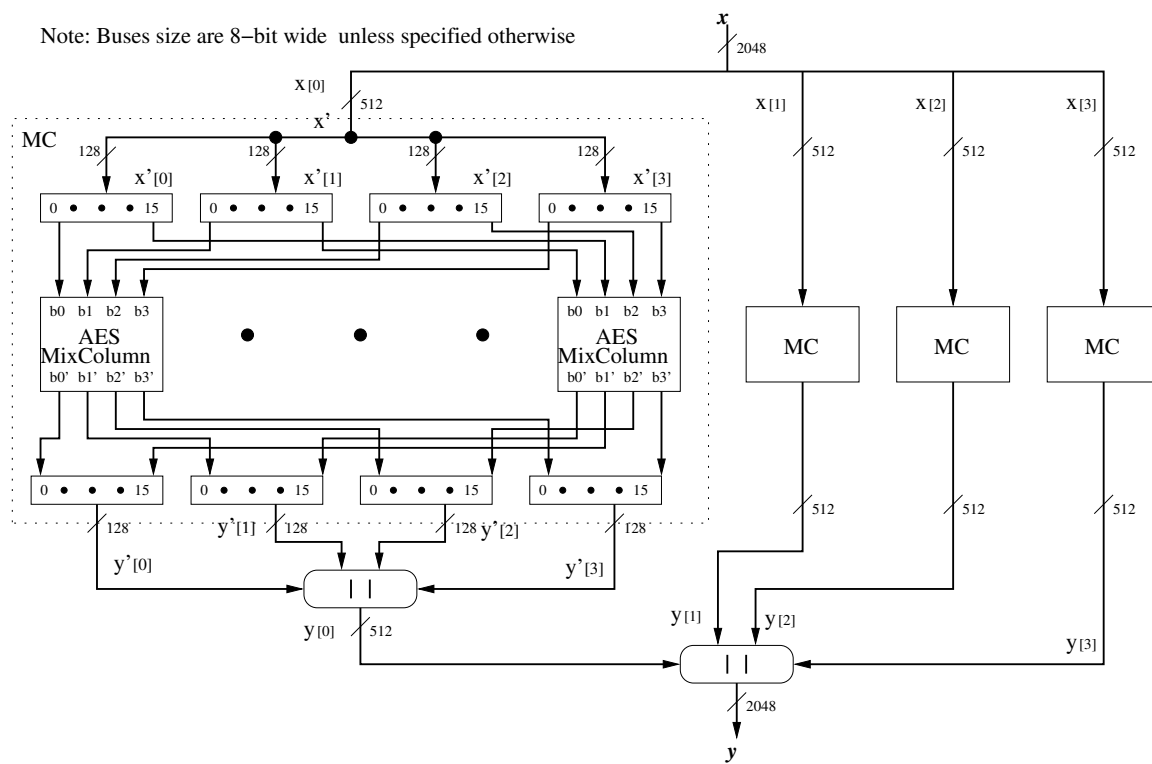 x
Note: Buses size are 8−bit wide unless specified otherwise
2048
x[0]
512
x'
x[1]
x[2]
x[3]
MC
128
128
128
128
512
512
512
x'[0]
x'[1]
x'[2]
x'[3]
0 • • • 15
0 • • • 15
0 • • • 15
0 • • • 15
b0 b1 b2 b3
AES
MixColumn
b0' b1' b2' b3'
b0 b1 b2 b3
AES
MixColumn
b0' b1' b2' b3'
MC
MC
MC
0 • • • 15
0 • • • 15
0 • • • 15
0 • • • 15
128
y'[1]
128
128
y'[2]
128
512
512
512
y'[0]
y'[3]
| |
y[0]
512
y[1]
y[2]
y[3]
| |
2048
y